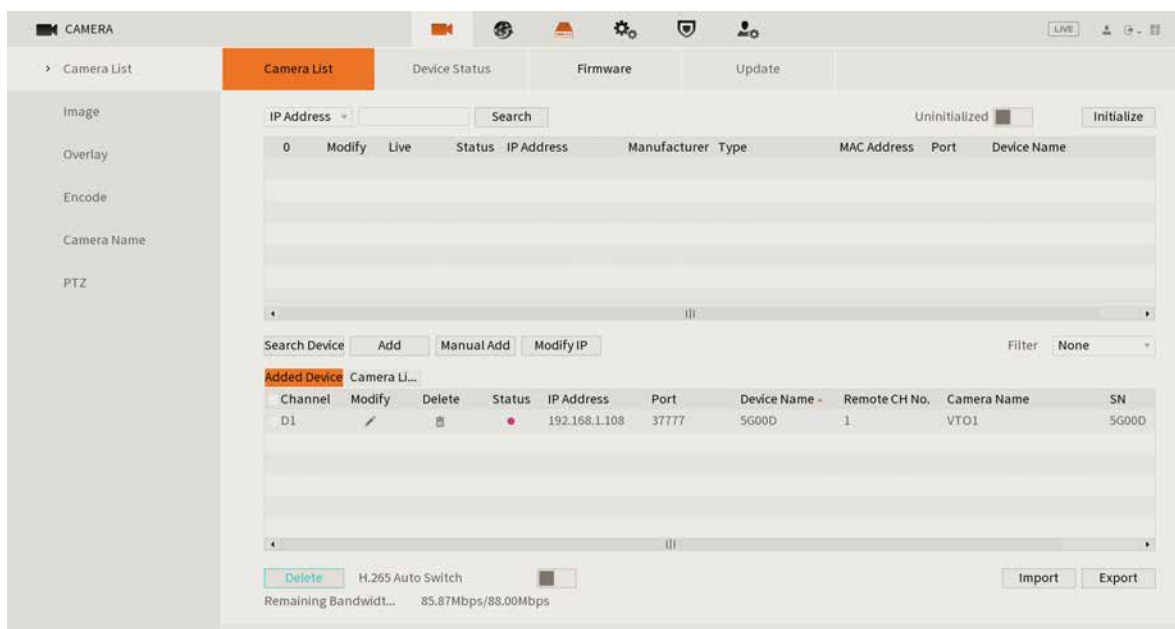 CAMERA LIVE
Camera List
Image
Overlay
Encode
Camera Name
PTZ
Camera List Device Status Firmware Update
IP Address Search Uninitialized Initialize
0 Modify Live Status IP Address Manufacturer Type MAC Address Port Device Name
Search Device Add Manual Add Modify IP Filter None
Added Device Camera Li...
Channel Modify Delete Status IP Address Port Device Name Remote CH No. Camera Name SN
D1 192.168.1.108 37777 5G00D 1 VTO1 5G00D
Delete H.265 Auto Switch Import Export
Remaining Bandwidt... 85.87Mbps/88.00Mbps